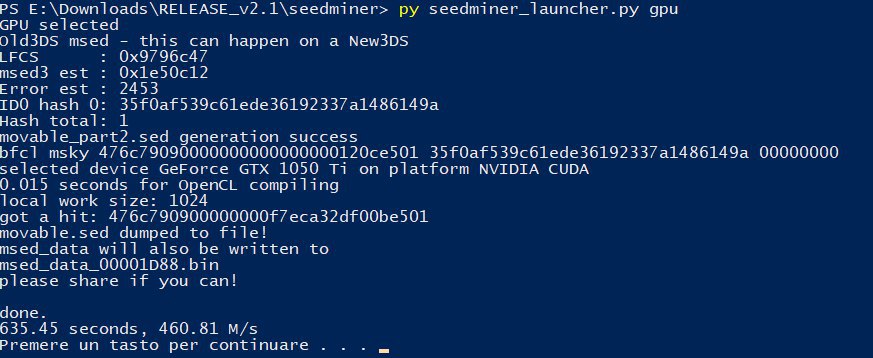 PS E:\Downloads\RELEASE_v2.1\seedminer> py seedminer_launcher.py gpu
GPU selected
Old3DS msed - this can happen on a New3DS
LFCS      : 0x9796c47
msed3 est : 0x1e50c12
Error est : 2453
ID0 hash 0: 35f0af539c61ede36192337a1486149a
Hash total: 1
movable_part2.sed generation success
bfcl msky 476c7909000000000000000120ce501 35f0af539c61ede36192337a1486149a 00000000
selected device GeForce GTX 1050 Ti on platform NVIDIA CUDA
0.015 seconds for OpenCL compiling
local work size: 1024
got a hit: 476c790900000000f7eca32df00be501
movable.sed dumped to file!
msed_data will also be written to
msed_data_00001D88.bin
please share if you can!
done.
635.45 seconds, 460.81 M/s
Premere un tasto per continuare . . .